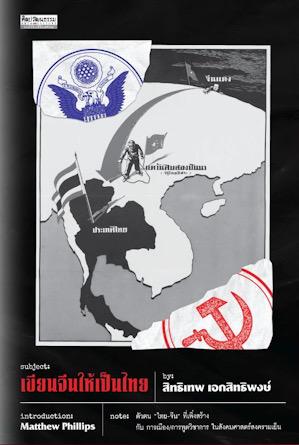 ศิลปวัฒนธรรม
จีนแดง
ประเทศไทย
subject:
เขียนจีนให้เป็นไทย
by:
สิทธิเทพ เอกสิทธิพงษ์
introduction:
Matthew Phillips
note: ตัวตน "ไทย-จีน" ที่เพิ่งสร้าง
กับ การเมือง/การทูตวิชาการ ในสังคมศาสตร์สงครามเย็น